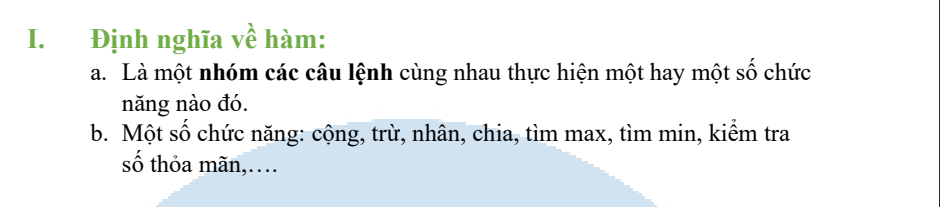 I. Định nghĩa về hàm:
a. Là một nhóm các câu lệnh cùng nhau thực hiện một hay một số chức
năng nào đó.
b. Một số chức năng: cộng, trừ, nhân, chia, tìm max, tìm min, kiểm tra
số thỏa mãn,….